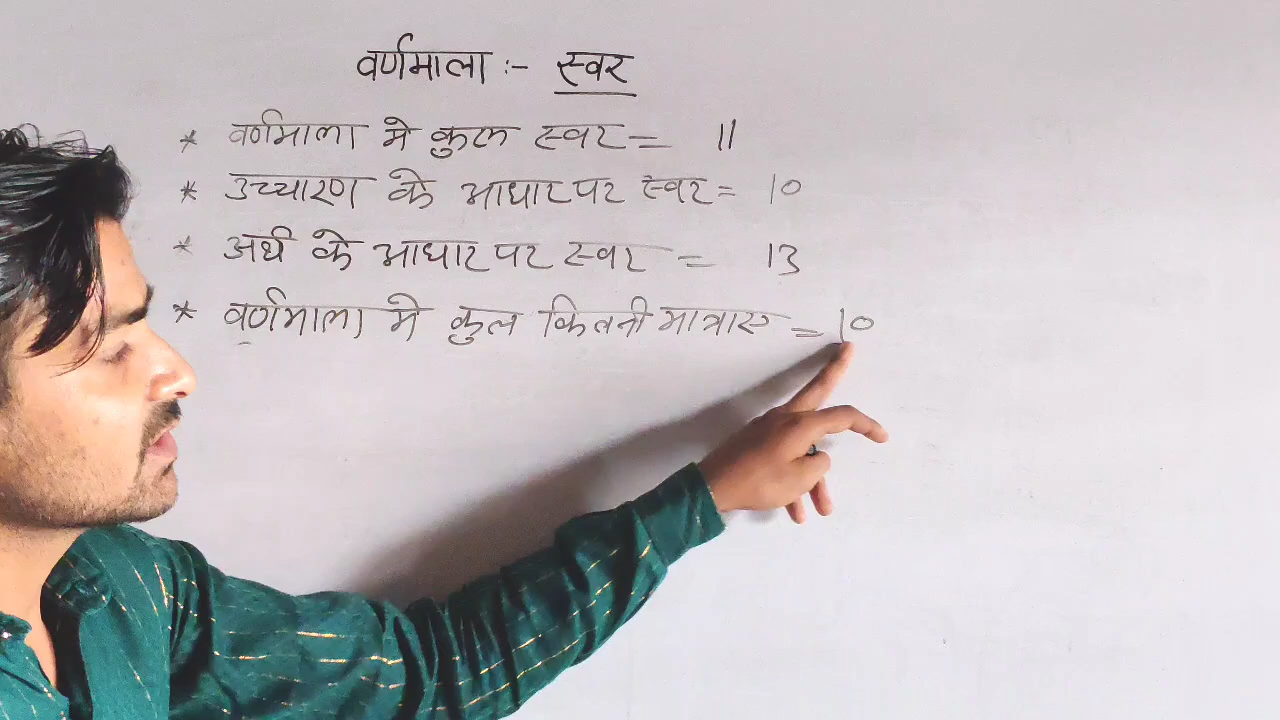 वर्णमाला :- स्वर
* वर्णमाला मे कुल स्वर = 11
* उच्चारण के आधार पर स्वर = 10
* अर्थ के आधार पर स्वर = 13
* वर्णमाला मे कुल कितनी मात्राए = 10